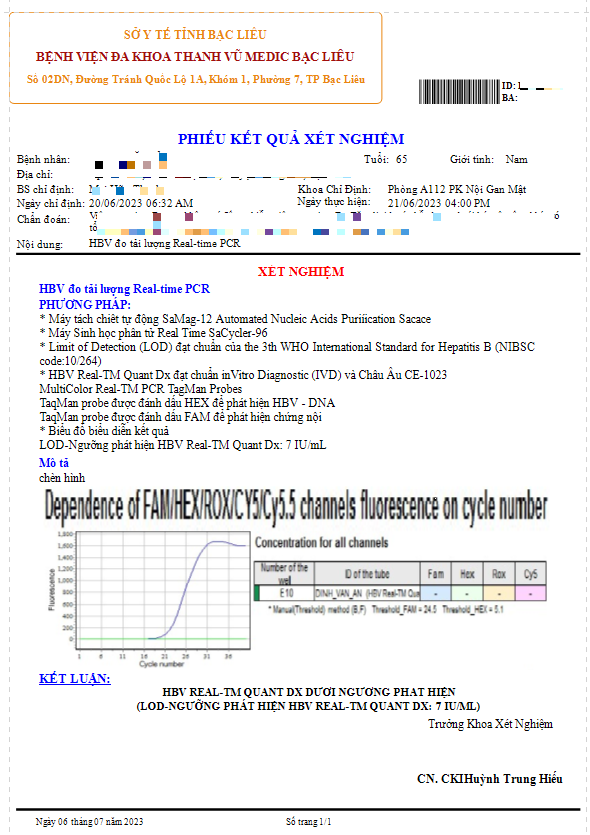 SỞ Y TẾ TỈNH BẠC LIÊU
BỆNH VIỆN ĐA KHOA THANH VŨ MEDIC BẠC LIÊU
Số 02DN, Đường Tránh Quốc Lộ 1A, Khóm 1, Phường 7, TP Bạc Liêu
ID:
BA:
PHIẾU KẾT QUẢ XÉT NGHIỆM
Bệnh nhân: Tuổi: 65 Giới tính: Nam
Địa chỉ:
BS chỉ định: Khoa Chỉ Định: Phòng A112 PK Nội Gan Mật
Ngày chỉ định: 20/06/2023 06:32 AM Ngày thực hiện: 21/06/2023 04:00 PM
Chẩn đoán:
Nội dung: HBV đo tải lượng Real-time PCR
XÉT NGHIỆM
HBV đo tải lượng Real-time PCR
PHƯƠNG PHÁP:
* Máy tách chiết tự động SaMag-12 Automated Nucleic Acids Puriiication Sacace
* Máy Sinh học phân tử Real Time SaCycler-96
* Limit of Detection (LOD) đạt chuẩn của the 3th WHO International Standard for Hepatitis B (NIBSC
code:10/264)
* HBV Real-TM Quant Dx đạt chuẩn inVitro Diagnostic (IVD) và Châu Âu CE-1023
MultiColor Real-TM PCR TagMan Probes
TaqMan probe được đánh dấu HEX để phát hiện HBV - DNA
TaqMan probe được đánh dấu FAM để phát hiện chứng nội
* Biểu đồ biểu diễn kết quả
LOD-Ngưỡng phát hiện HBV Real-TM Quant Dx: 7 IU/mL
Mô tả
chèn hình
Dependence of FAM/HEX/ROX/CY5/Cy5.5 channels fluorescence on cycle number
Fluorescence
1,800
1,600
1,400
1,200
1,000
800
600
400
200
0
1 6 11 16 21 26 31 36
Cycle number
Concentration for all channels
Number of the well ID of the tube Fam Hex Rox Cy5
E10 DINH_VAN_AN (HBV Real-TM Qua - - - -
* Manual(Threshold) method (B,F) Threshold_FAM = 24.5 Threshold_HEX = 5.1
KẾT LUẬN:
HBV REAL-TM QUANT DX DƯỚI NGƯỠNG PHÁT HIỆN
(LOD-NGƯỠNG PHÁT HIỆN HBV REAL-TM QUANT DX: 7 IU/ML)
Trưởng Khoa Xét Nghiệm
CN. CKIHuỳnh Trung Hiếu
Ngày 06 tháng 07 năm 2023 Số trang 1/1